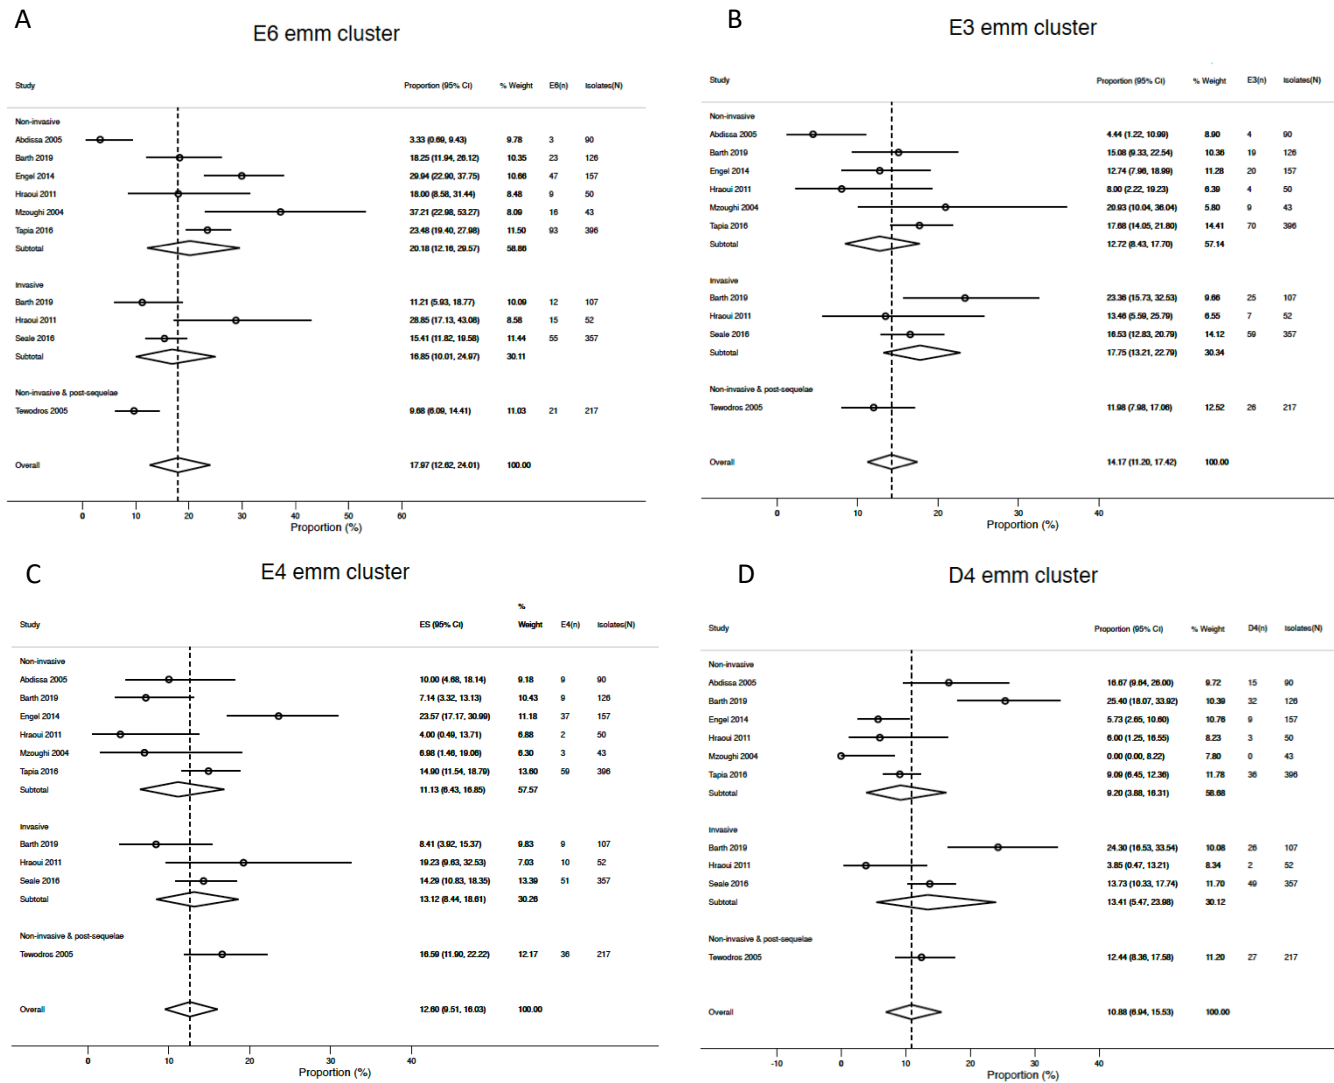 A
E6 emm cluster
Study Proportion (95% CI) % Weight E6(n) Isolates(N)
Non-invasive
Abdissa 2005 3.33 (0.69, 9.43) 9.78 3 90
Barth 2019 18.25 (11.94, 26.12) 10.35 23 126
Engel 2014 29.94 (22.90, 37.75) 10.66 47 157
Hraoui 2011 18.00 (8.58, 31.44) 8.48 9 50
Mzoughi 2004 37.21 (22.98, 53.27) 8.09 16 43
Tapia 2016 23.48 (19.40, 27.98) 11.50 93 396
Subtotal 20.18 (12.16, 29.57) 58.86
Invasive
Barth 2019 11.21 (5.93, 18.77) 10.09 12 107
Hraoui 2011 28.85 (17.13, 43.08) 8.58 15 52
Seale 2016 15.41 (11.82, 19.58) 11.44 55 357
Subtotal 16.85 (10.01, 24.97) 30.11
Non-invasive & post-sequelae
Tewodros 2005 9.68 (6.09, 14.41) 11.03 21 217
Overall 17.97 (12.62, 24.01) 100.00
0 10 20 30 40 50 60
Proportion (%)
B
E3 emm cluster
Study Proportion (95% CI) % Weight E3(n) Isolates(N)
Non-invasive
Abdissa 2005 4.44 (1.22, 10.99) 8.90 4 90
Barth 2019 15.08 (9.33, 22.54) 10.36 19 126
Engel 2014 12.74 (7.96, 18.99) 11.28 20 157
Hraoui 2011 8.00 (2.22, 19.23) 6.39 4 50
Mzoughi 2004 20.93 (10.04, 36.04) 5.80 9 43
Tapia 2016 17.68 (14.05, 21.80) 14.41 70 396
Subtotal 12.72 (8.43, 17.70) 57.14
Invasive
Barth 2019 23.36 (15.73, 32.53) 9.66 25 107
Hraoui 2011 13.46 (5.59, 25.79) 6.55 7 52
Seale 2016 16.53 (12.83, 20.79) 14.12 59 357
Subtotal 17.75 (13.21, 22.79) 30.34
Non-invasive & post-sequelae
Tewodros 2005 11.98 (7.98, 17.06) 12.52 26 217
Overall 14.17 (11.20, 17.42) 100.00
0 10 20 30 40
Proportion (%)
C
E4 emm cluster
%
Study ES (95% CI) Weight E4(n) Isolates(N)
Non-invasive
Abdissa 2005 10.00 (4.68, 18.14) 9.18 9 90
Barth 2019 7.14 (3.32, 13.13) 10.43 9 126
Engel 2014 23.57 (17.17, 30.99) 11.18 37 157
Hraoui 2011 4.00 (0.49, 13.71) 6.88 2 50
Mzoughi 2004 6.98 (1.46, 19.06) 6.30 3 43
Tapia 2016 14.90 (11.54, 18.79) 13.60 59 396
Subtotal 11.13 (6.43, 16.85) 57.57
Invasive
Barth 2019 8.41 (3.92, 15.37) 9.83 9 107
Hraoui 2011 19.23 (9.63, 32.53) 7.03 10 52
Seale 2016 14.29 (10.83, 18.35) 13.39 51 357
Subtotal 13.12 (8.44, 18.61) 30.26
Non-invasive & post-sequelae
Tewodros 2005 16.59 (11.90, 22.22) 12.17 36 217
Overall 12.60 (9.51, 16.03) 100.00
0 10 20 30 40
Proportion (%)
D
D4 emm cluster
Study Proportion (95% CI) % Weight D4(n) Isolates(N)
Non-invasive
Abdissa 2005 16.67 (9.64, 26.00) 9.72 15 90
Barth 2019 25.40 (18.07, 33.92) 10.39 32 126
Engel 2014 5.73 (2.65, 10.60) 10.76 9 157
Hraoui 2011 6.00 (1.25, 16.55) 8.23 3 50
Mzoughi 2004 0.00 (0.00, 8.22) 7.80 0 43
Tapia 2016 9.09 (6.45, 12.36) 11.78 36 396
Subtotal 9.20 (3.88, 16.31) 58.68
Invasive
Barth 2019 24.30 (16.53, 33.54) 10.08 26 107
Hraoui 2011 3.85 (0.47, 13.21) 8.34 2 52
Seale 2016 13.73 (10.33, 17.74) 11.70 49 357
Subtotal 13.41 (5.47, 23.98) 30.12
Non-invasive & post-sequelae
Tewodros 2005 12.44 (8.36, 17.58) 11.20 27 217
Overall 10.88 (6.94, 15.53) 100.00
-10 0 10 20 30 40
Proportion (%)